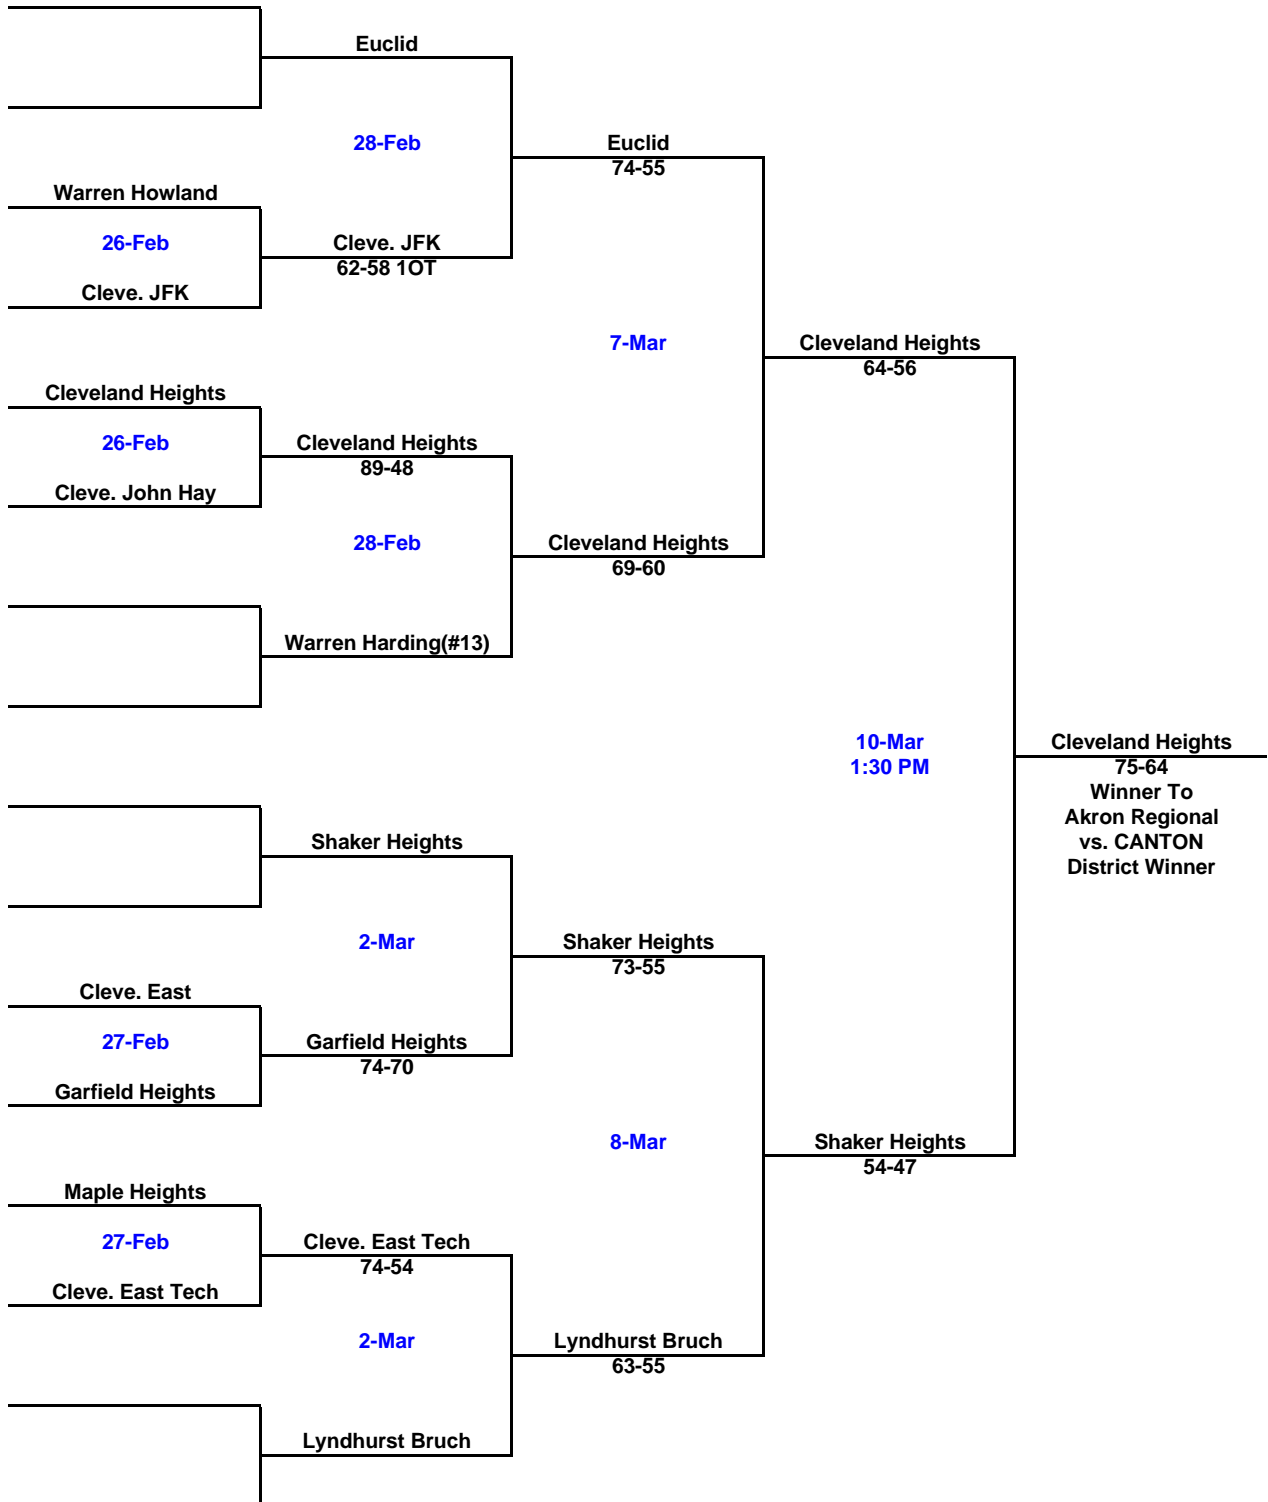 Euclid
28-Feb
Euclid
74-55
Warren Howland
26-Feb
Cleve. JFK
62-58 1OT
Cleve. JFK
7-Mar
Cleveland Heights
64-56
Cleveland Heights
26-Feb
Cleveland Heights
89-48
Cleve. John Hay
28-Feb
Cleveland Heights
69-60
Warren Harding(#13)
10-Mar
1:30 PM
Cleveland Heights
75-64
Winner To
Akron Regional
vs. CANTON
District Winner
Shaker Heights
2-Mar
Shaker Heights
73-55
Cleve. East
27-Feb
Garfield Heights
74-70
Garfield Heights
8-Mar
Shaker Heights
54-47
Maple Heights
27-Feb
Cleve. East Tech
74-54
Cleve. East Tech
2-Mar
Lyndhurst Bruch
63-55
Lyndhurst Bruch